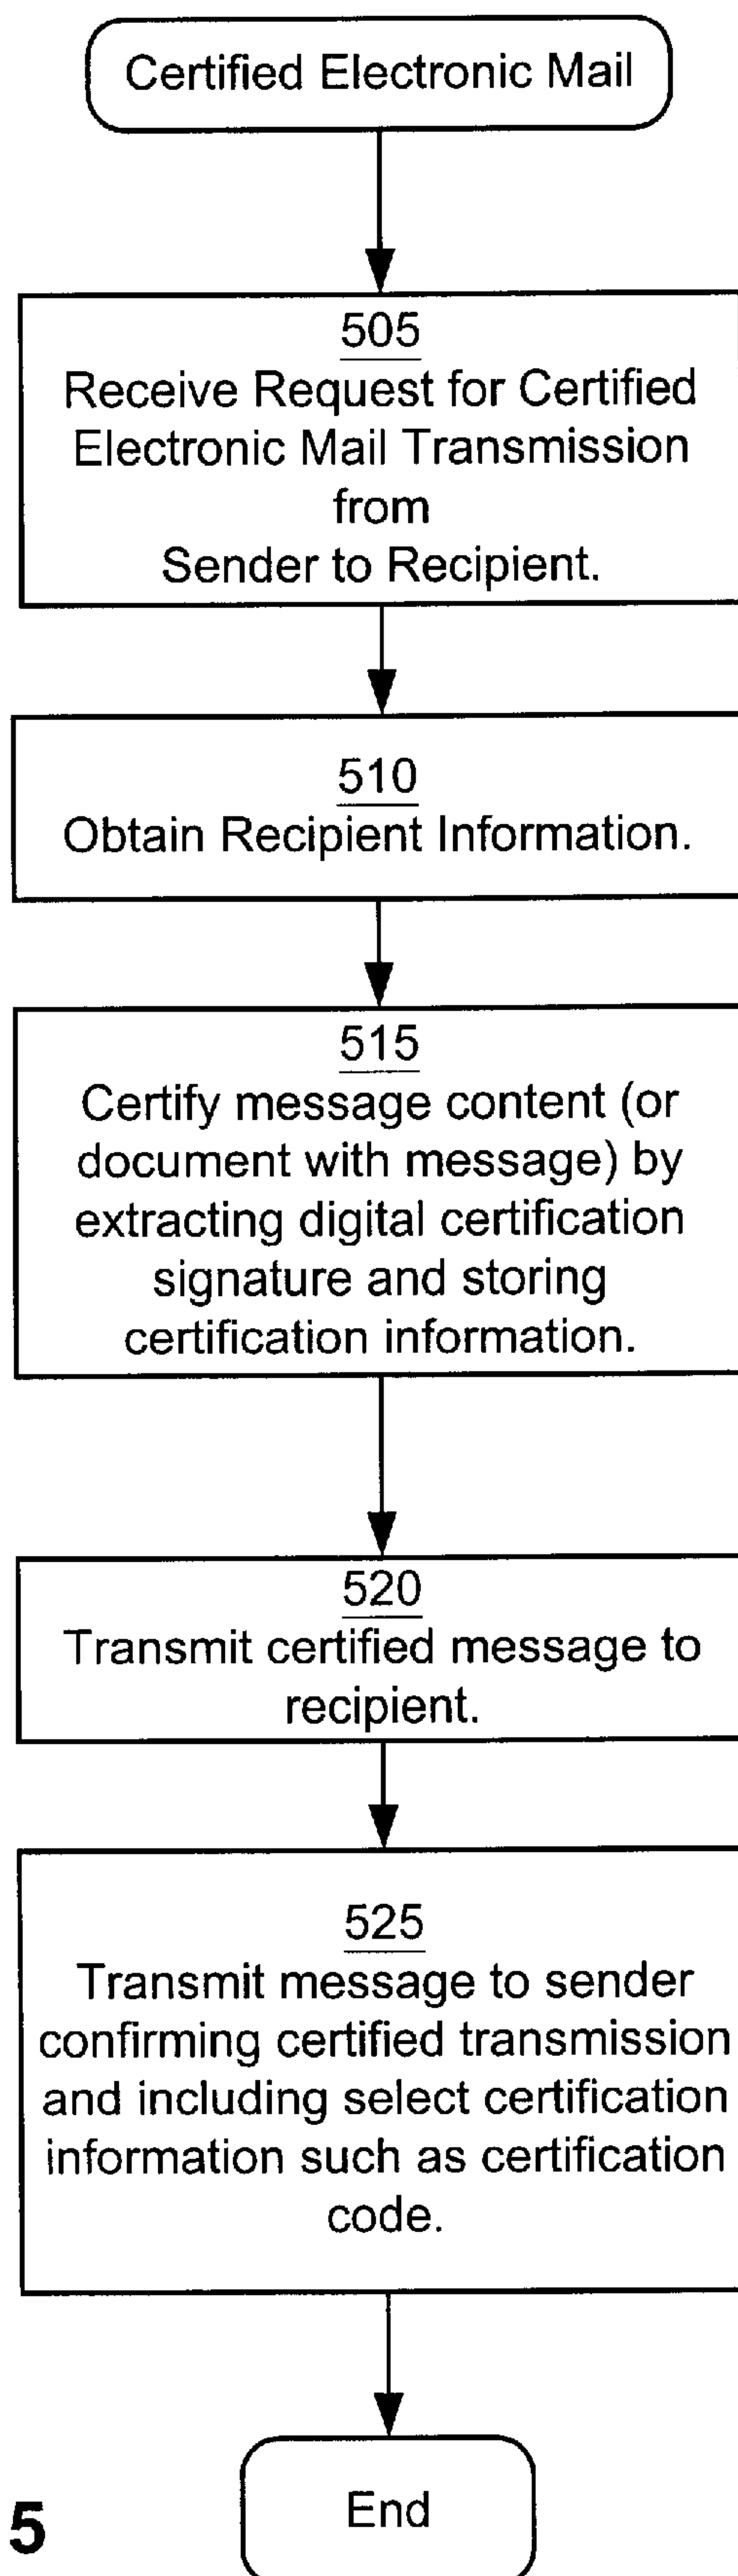 Certified Electronic Mail
505
Receive Request for Certified
Electronic Mail Transmission
from
Sender to Recipient.
510
Obtain Recipient Information.
515
Certify message content (or
document with message) by
extracting digital certification
signature and storing
certification information.
520
Transmit certified message to
recipient.
525
Transmit message to sender
confirming certified transmission
and including select certification
information such as certification
code.
End
5